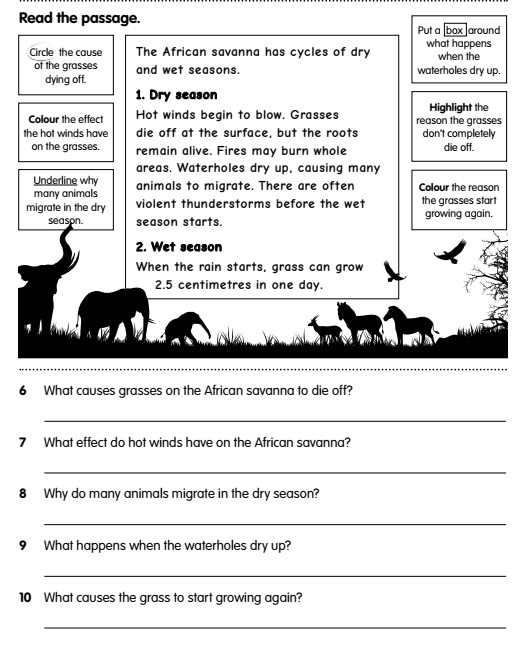 Read the passage.
Circle the cause
of the grasses
dying off.
Colour the effect
the hot winds have
on the grasses.
Underline why
many animals
migrate in the dry
season.
The African savanna has cycles of dry
and wet seasons.
1. Dry season
Hot winds begin to blow. Grasses
die off at the surface, but the roots
remain alive. Fires may burn whole
areas. Waterholes dry up, causing many
animals to migrate. There are often
violent thunderstorms before the wet
season starts.
2. Wet season
When the rain starts, grass can grow
2.5 centimetres in one day.
Put a box around
what happens
when the
waterholes dry up.
Highlight the
reason the grasses
don't completely
die off.
Colour the reason
the grasses start
growing again.
6 What causes grasses on the African savanna to die off?
7 What effect do hot winds have on the African savanna?
8 Why do many animals migrate in the dry season?
9 What happens when the waterholes dry up?
10 What causes the grass to start growing again?